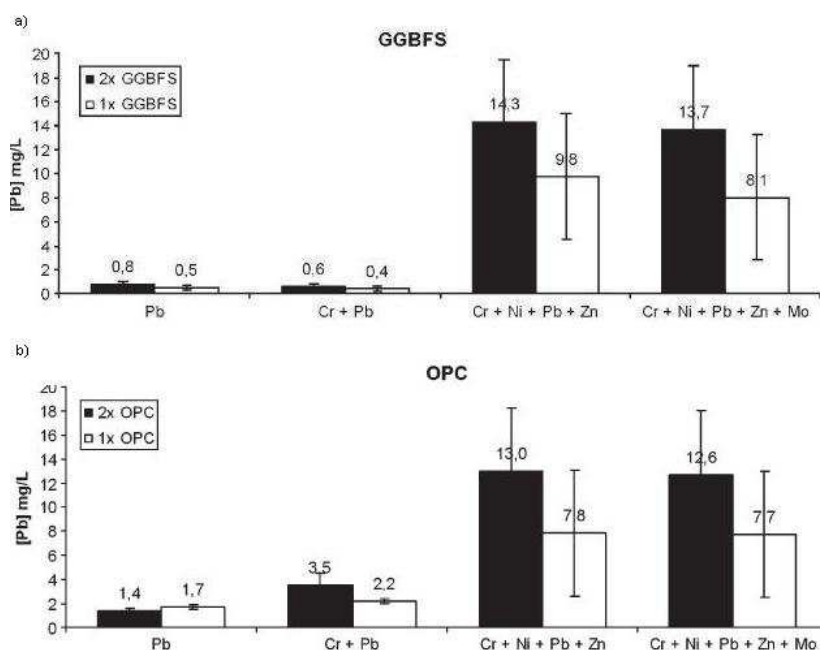 a)
GGBFS
20
18
16
14
12
10
8
6
4
2
0
[Pb] mg/L
2x GGBFS
1x GGBFS
0,8
0,5
0,6
0,4
14,3
9,8
13,7
8,1
Pb
Cr + Pb
Cr + Ni + Pb + Zn
Cr + Ni + Pb + Zn + Mo
b)
OPC
20
18
16
14
12
10
8
6
4
2
0
[Pb] mg/L
2x OPC
1x OPC
1,4
1,7
3,5
2,2
13,0
7,8
12,6
7,7
Pb
Cr + Pb
Cr + Ni + Pb + Zn
Cr + Ni + Pb + Zn + Mo